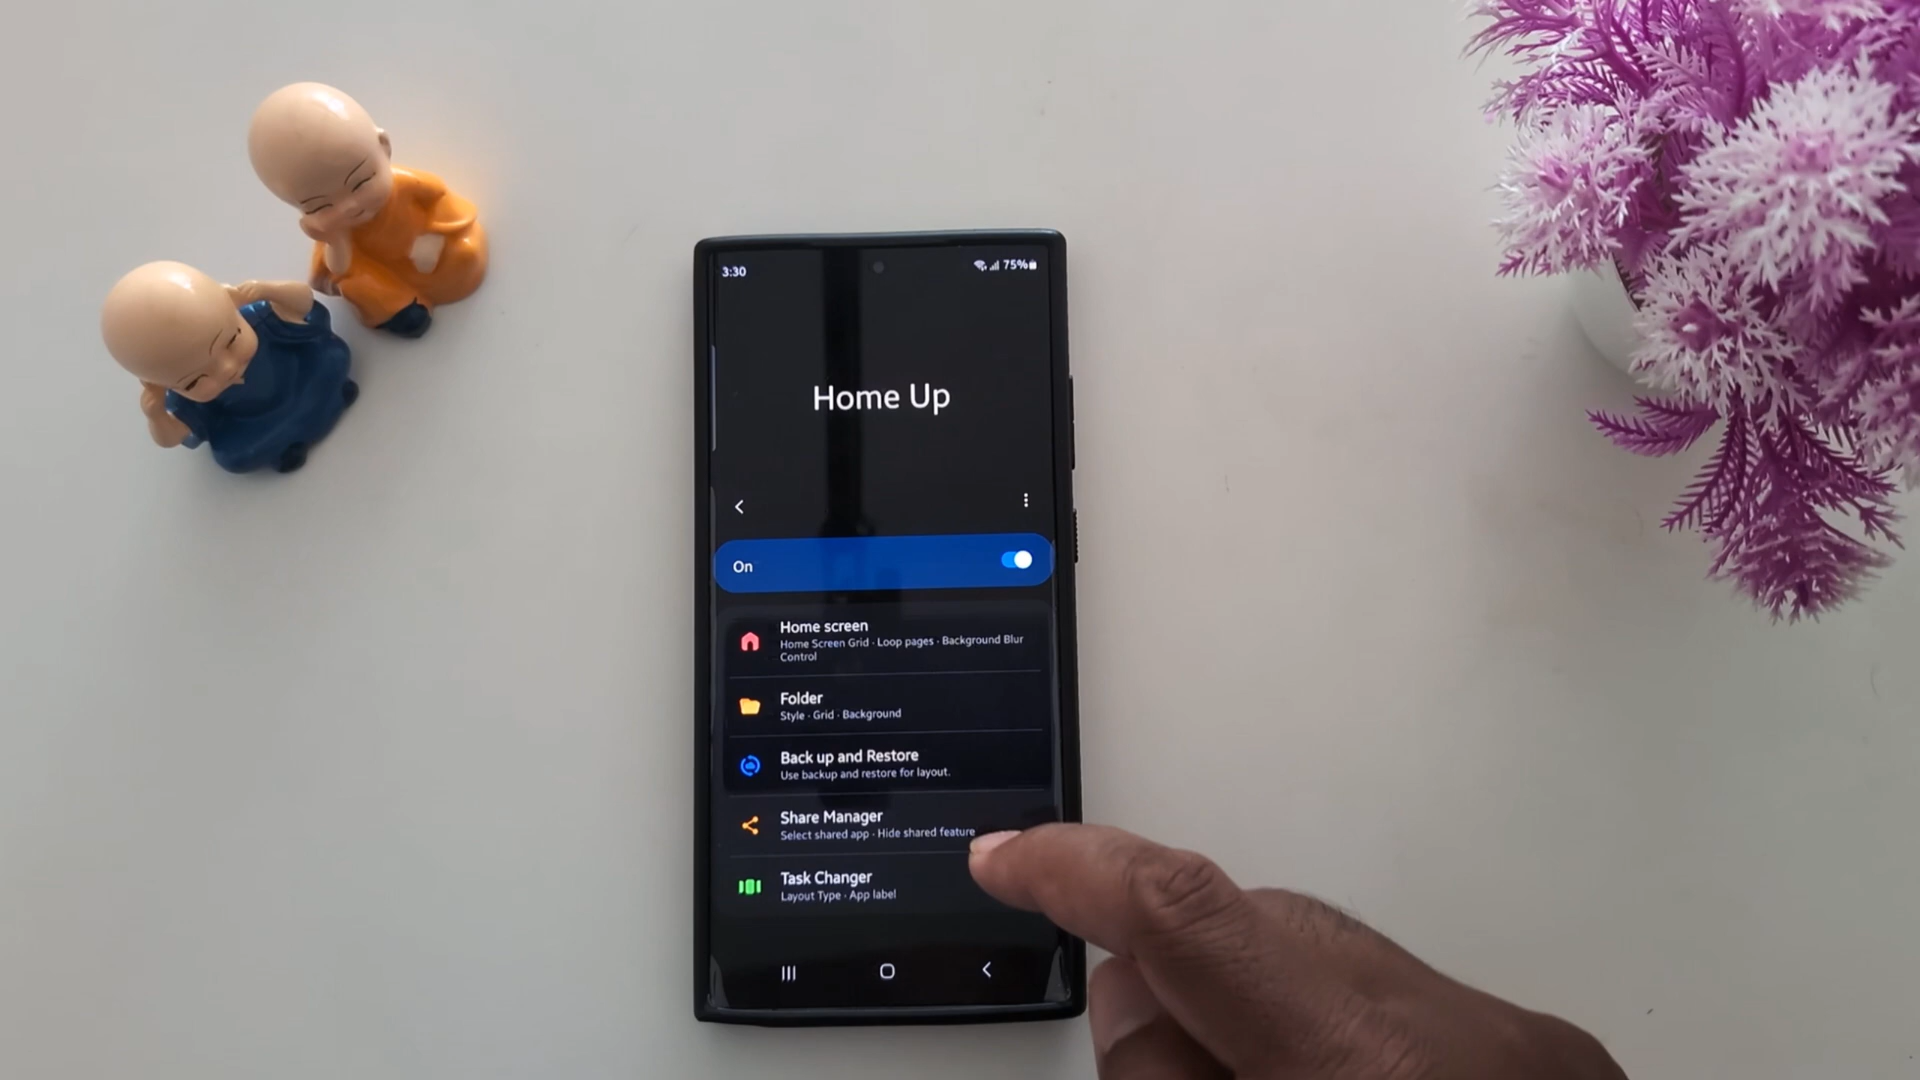 3:30
75%
Home Up
On
Home screen
Home Screen Grid · Loop pages · Background Blur
Control
Folder
Style · Grid · Background
Back up and Restore
Use backup and restore for layout.
Share Manager
Select shared app · Hide shared feature
Task Changer
Layout Type · App label